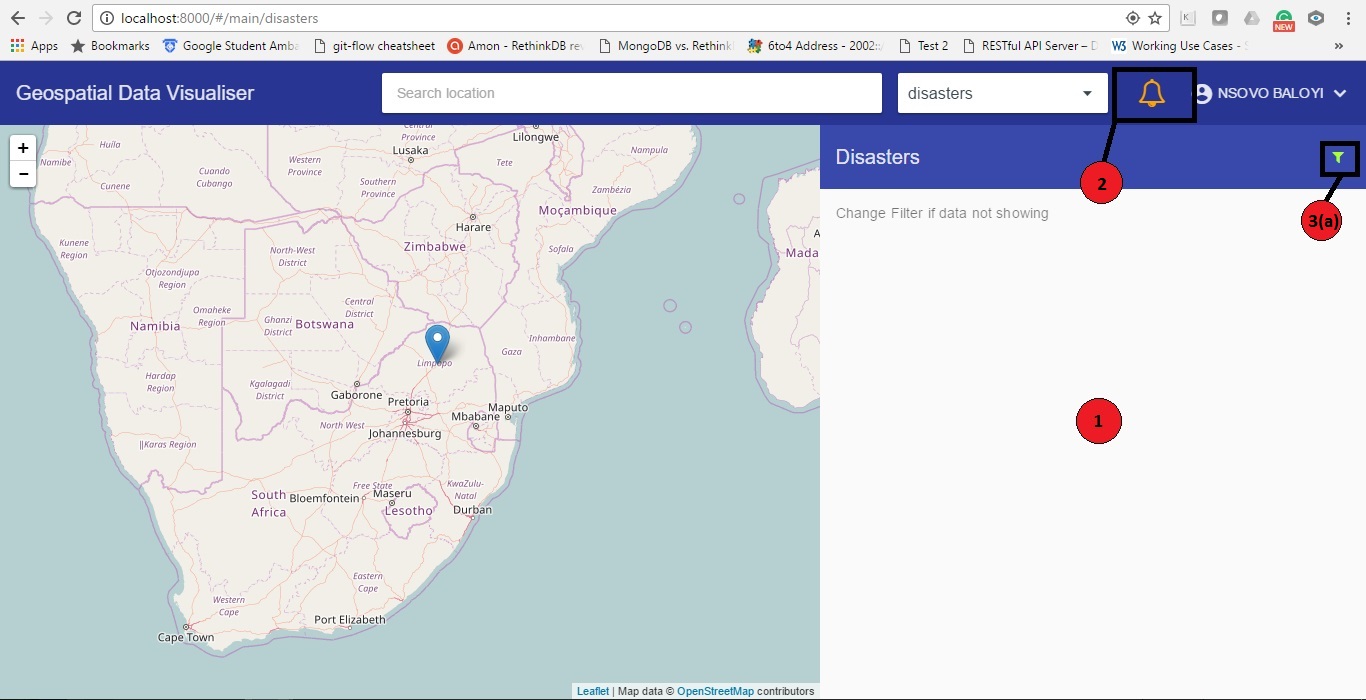 localhost:8000/#/main/disasters
NEW
Apps
Bookmarks
Google Student Amba
git-flow cheatsheet
Amon - RethinkDB re
MongoDB vs. Rethink
6to4 Address - 2002::
Test 2
RESTful API Server – D
W3 Working Use Cases -
»
Geospatial Data Visualiser
Search location
disasters
NSOVO BALOYI
2
Disasters
3(a)
Change Filter if data not showing
1
+
−
Huíla
Namibe
Cunene
Cuando Cubango
Western Province
Central Province
Lusaka
Southern Province
Lilongwe
Tete
Nampula
Zambézia
Moçambique
Harare
Zimbabwe
Sofala
A
Mada
Kunene Region
North-West District
Otjozondjupa Region
Omaheke Region
Central District
Ghanzi District
Botswana
Namibia
Inhambane
Gaza
Limpopo
Hardap Region
Kgalagadi District
Gaborone
Pretoria
Maputo
Mbabane
North West
Johannesburg
||Karas Region
KwaZulu-Natal
Free State
South Africa
Bloemfontein
Maseru
Lesotho
Durban
Eastern Cape
Western Cape
Port Elizabeth
Cape Town
Leaflet | Map data © OpenStreetMap contributors